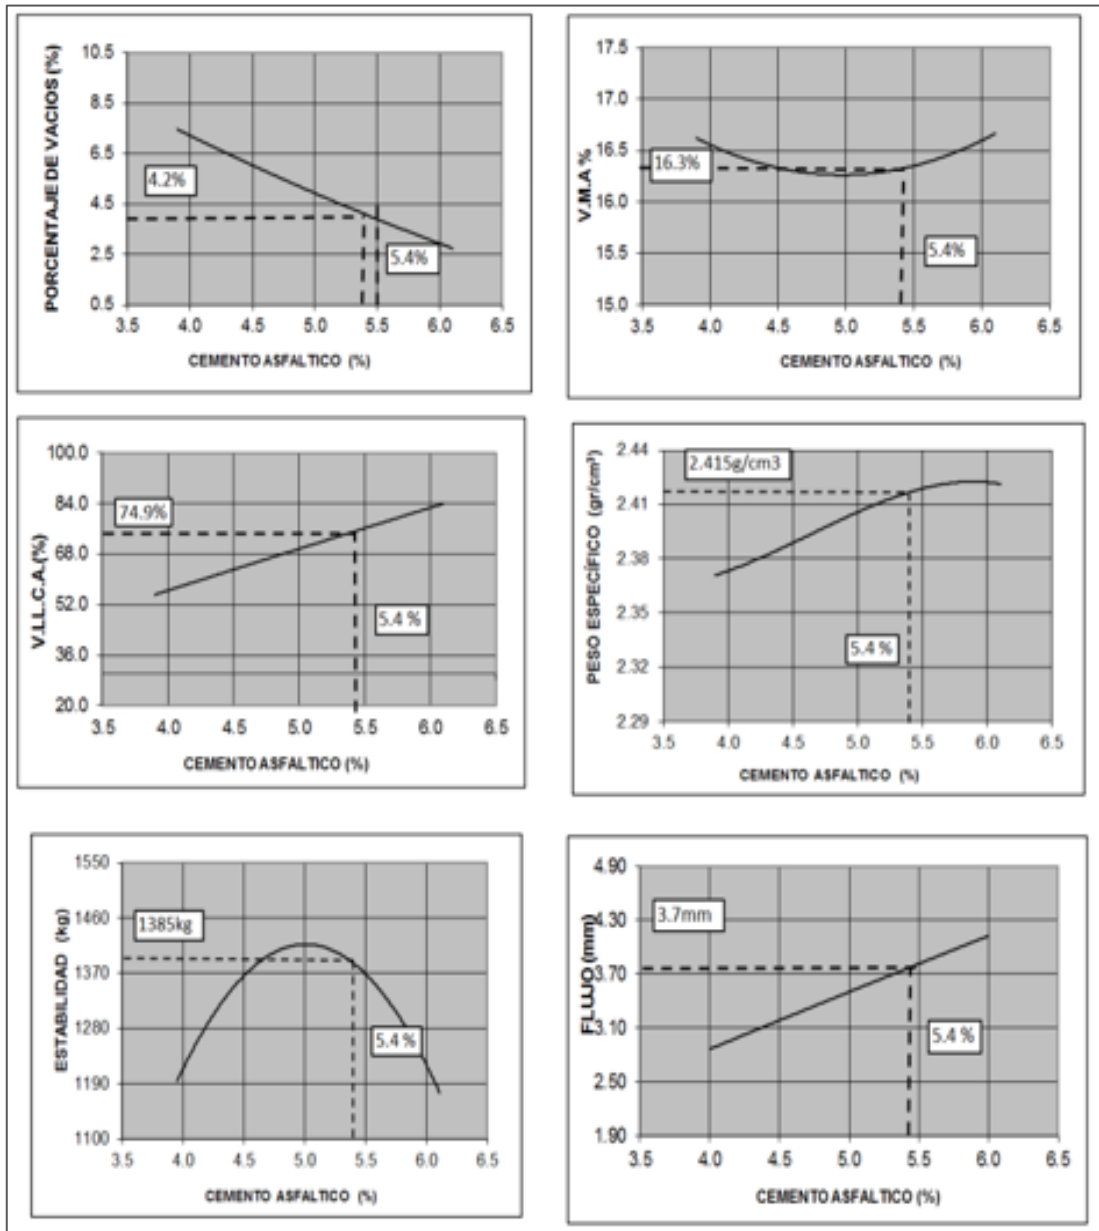 PORCENTAJE DE VACIOS (%)
10.5
8.5
6.5
4.5
2.5
0.5
4.2%
5.4%
3.5 4.0 4.5 5.0 5.5 6.0 6.5
CEMENTO ASFALTICO (%)
V.M.A %
17.5
17.0
16.5
16.0
15.5
15.0
16.3%
5.4%
3.5 4.0 4.5 5.0 5.5 6.0 6.5
CEMENTO ASFALTICO (%)
V.LL.C.A.(%)
100.0
84.0
68.0
52.0
36.0
20.0
74.9%
5.4 %
3.5 4.0 4.5 5.0 5.5 6.0 6.5
CEMENTO ASFALTICO (%)
PESO ESPECÍFICO (gr/cm³)
2.44
2.41
2.38
2.35
2.32
2.29
2.415g/cm3
5.4 %
3.5 4.0 4.5 5.0 5.5 6.0 6.5
CEMENTO ASFALTICO (%)
ESTABILIDAD (kg)
1550
1460
1370
1280
1190
1100
1385kg
5.4 %
3.5 4.0 4.5 5.0 5.5 6.0 6.5
CEMENTO ASFALTICO (%)
FLUJO (mm)
4.90
4.30
3.70
3.10
2.50
1.90
3.7mm
5.4 %
3.5 4.0 4.5 5.0 5.5 6.0 6.5
CEMENTO ASFALTICO (%)